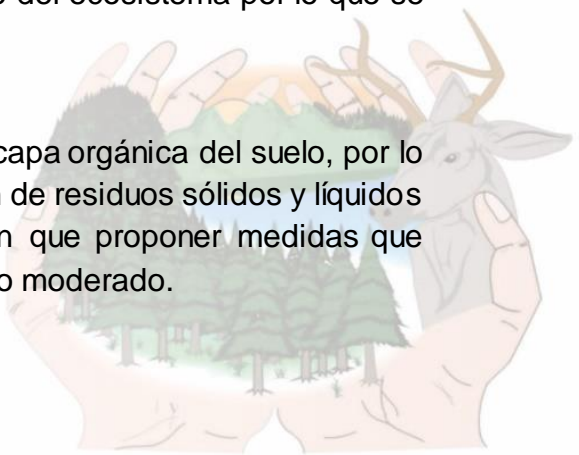 del ecosistema por lo que se
capa orgánica del suelo, por lo
de residuos sólidos y líquidos
que proponer medidas que
o moderado.